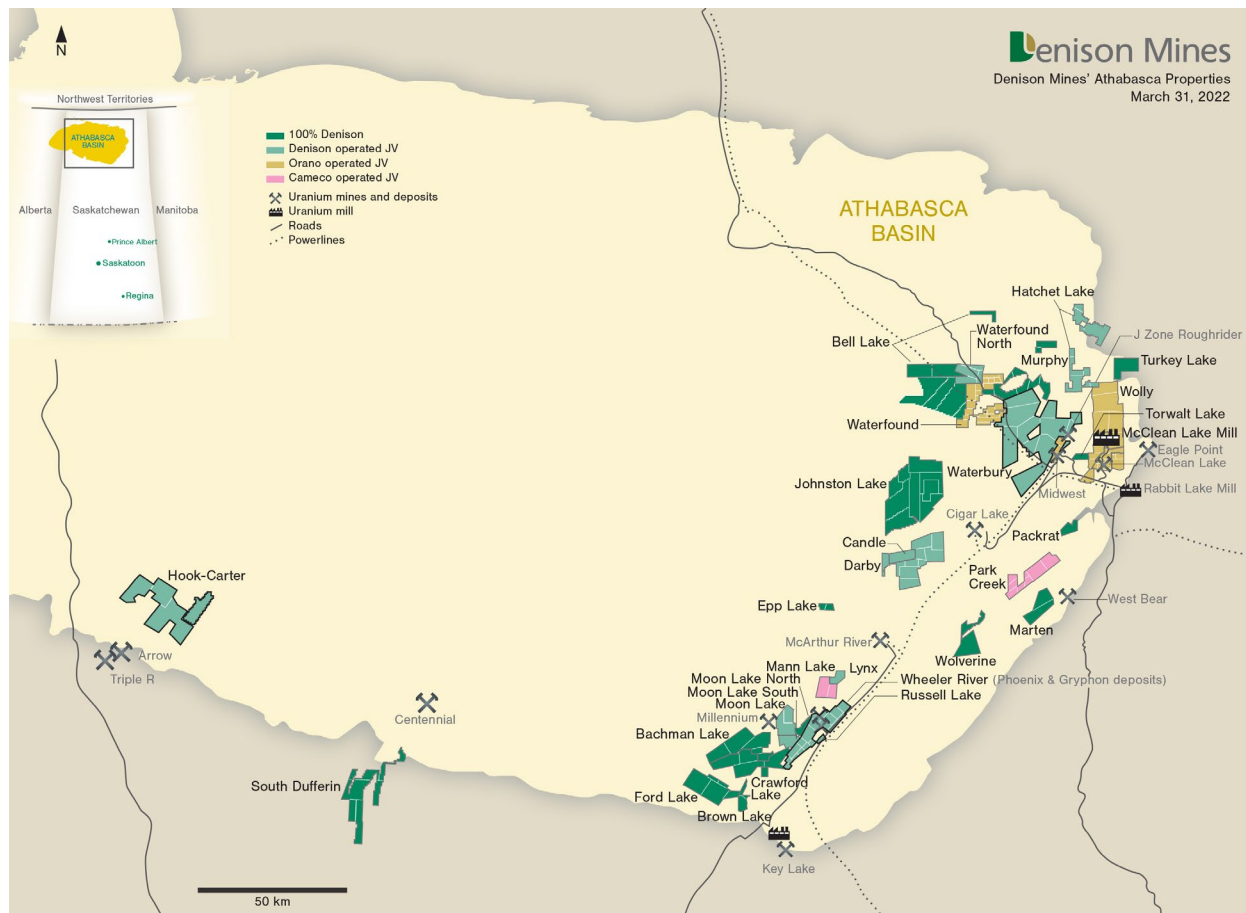 N
Denison Mines
Denison Mines' Athabasca Properties
March 31, 2022
Northwest Territories
ATHABASCA
BASIN
Alberta
Saskatchewan
Manitoba
Prince Albert
Saskatoon
Regina
100% Denison
Denison operated JV
Orano operated JV
Cameco operated JV
Uranium mines and deposits
Uranium mill
Roads
Powerlines
ATHABASCA
BASIN
Hatchet Lake
J Zone Roughrider
Bell Lake
Waterfound
North
Murphy
Turkey Lake
Wolly
Waterfound
Torwalt Lake
McClean Lake Mill
Eagle Point
McClean Lake
Waterbury
Johnston Lake
Midwest
Rabbit Lake Mill
Cigar Lake
Packrat
Candle
Darby
Park
Creek
Hook-Carter
Epp Lake
West Bear
Marten
McArthur River
Wolverine
Arrow
Triple R
Mann Lake
Lynx
Moon Lake North
Wheeler River (Phoenix & Gryphon deposits)
Moon Lake South
Russell Lake
Moon Lake
Millennium
Centennial
Bachman Lake
South Dufferin
Crawford
Lake
Ford Lake
Brown Lake
Key Lake
50 km